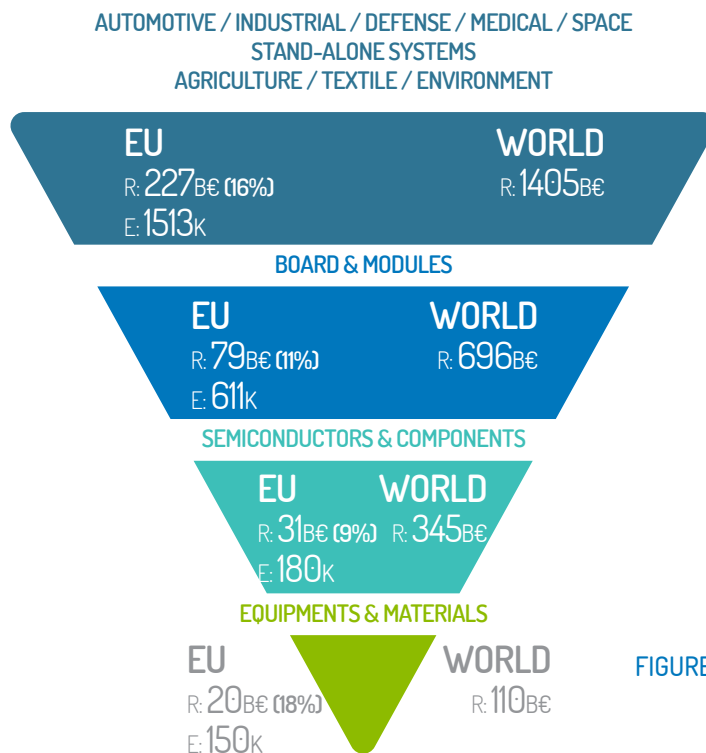 AUTOMOTIVE / INDUSTRIAL / DEFENSE / MEDICAL / SPACE
STAND-ALONE SYSTEMS
AGRICULTURE / TEXTILE / ENVIRONMENT
EU WORLD
R: 227B€ (16%) R: 1405B€
E: 1513K
BOARD & MODULES
EU WORLD
R: 79B€ (11%) R: 696B€
E: 611K
SEMICONDUCTORS & COMPONENTS
EU WORLD
R: 31B€ (9%) R: 345B€
E: 180K
EQUIPMENTS & MATERIALS
EU WORLD
R: 20B€ (18%) R: 110B€
E: 150K
FIGURE